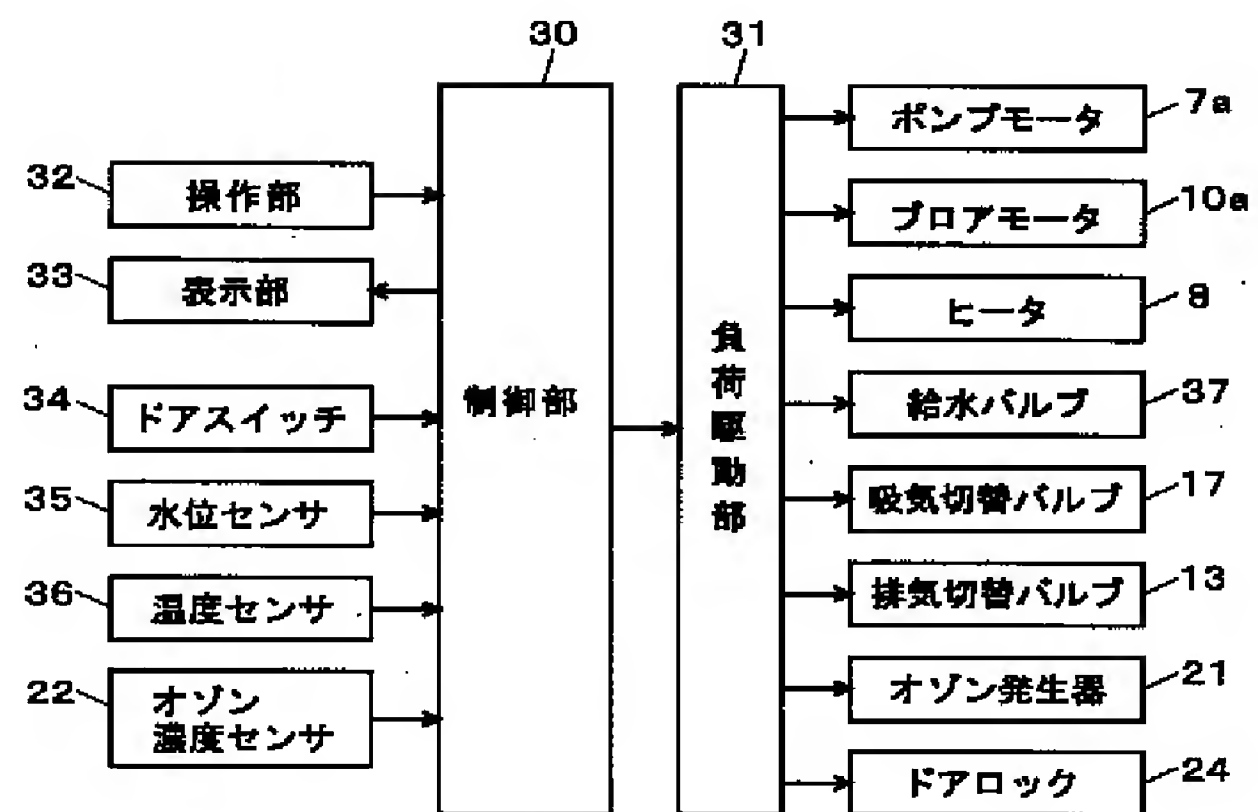 30
31
32
操作部
33
表示部
34
ドアスイッチ
35
水位センサ
36
温度センサ
22
オゾン
濃度センサ
制御部
負荷駆動部
ポンプモータ
7a
ブロアモータ
10a
ヒータ
8
給水バルブ
37
吸気切替バルブ
17
排気切替バルブ
13
オゾン発生器
21
ドアロック
24